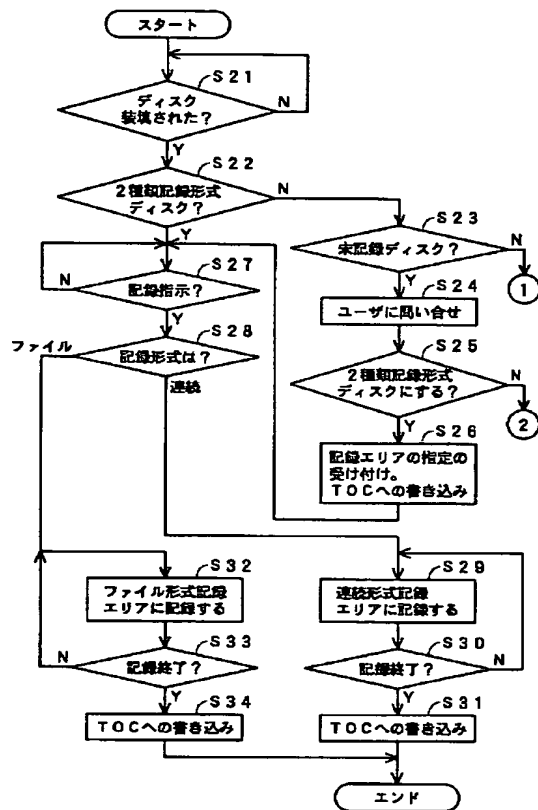 スタート
S21
ディスク
装填された?
N
Y
S22
2種類記録形式
ディスク?
N
Y
S23
未記録ディスク?
N
1
Y
S27
記録指示?
N
Y
S24
ユーザに問い合せ
S28
記録形式は?
ファイル
連続
S25
2種類記録形式
ディスクにする?
N
2
Y
S26
記録エリアの指定の
受け付け。
TOCへの書き込み
S32
ファイル形式記録
エリアに記録する
S29
連続形式記録
エリアに記録する
S33
記録終了?
N
Y
S30
記録終了?
N
Y
S34
TOCへの書き込み
S31
TOCへの書き込み
エンド